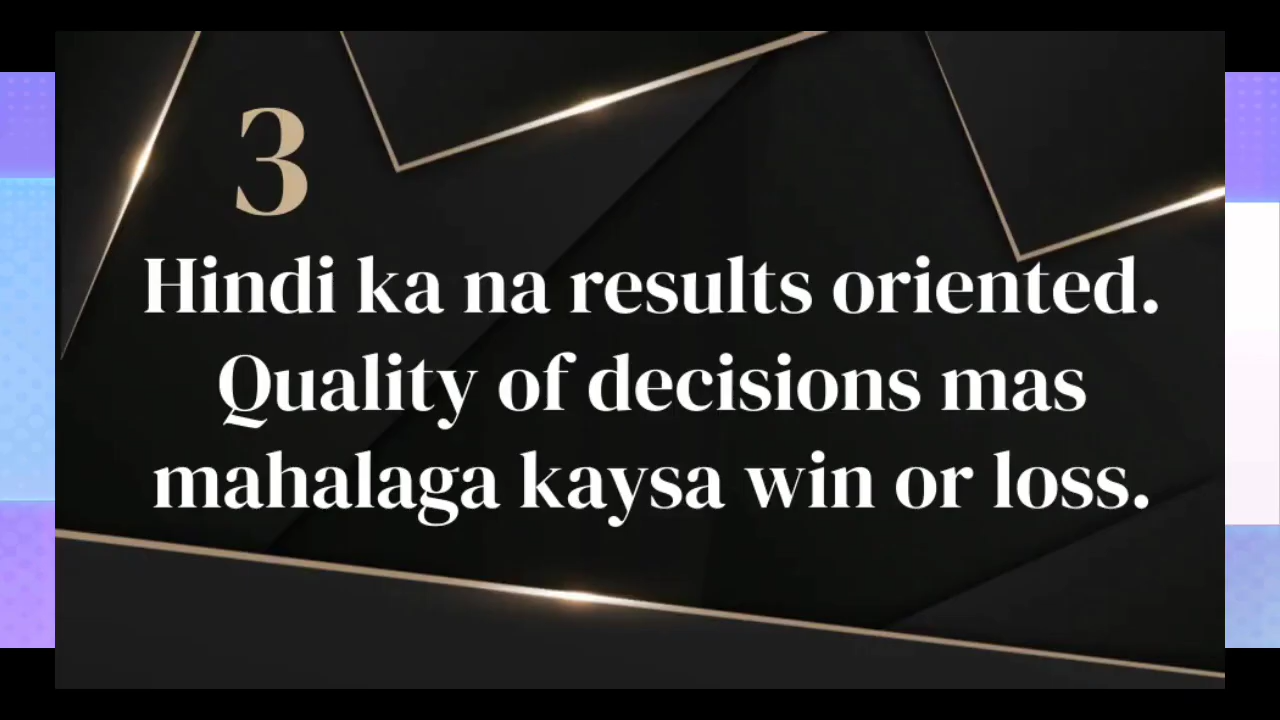 3
Hindi ka na results oriented.
Quality of decisions mas
mahalaga kaysa win or loss.